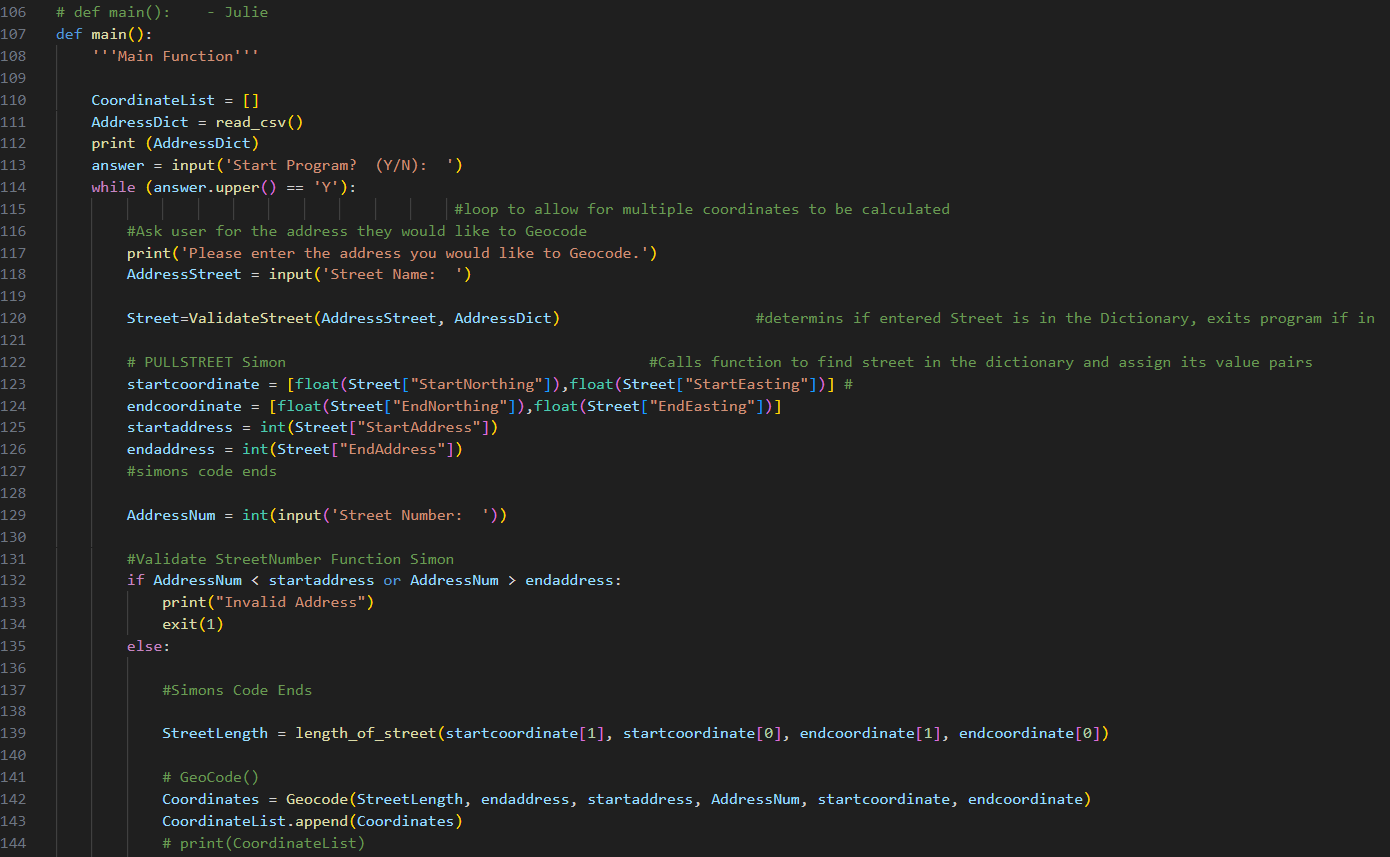 106 # def main():    - Julie
107 def main():
108     '''Main Function'''
109
110     CoordinateList = []
111     AddressDict = read_csv()
112     print (AddressDict)
113     answer = input('Start Program?  (Y/N):  ')
114     while (answer.upper() == 'Y'):
115                                              #loop to allow for multiple coordinates to be calculated
116         #Ask user for the address they would like to Geocode
117         print('Please enter the address you would like to Geocode.')
118         AddressStreet = input('Street Name:  ')
119
120         Street=ValidateStreet(AddressStreet, AddressDict)                      #determins if entered Street is in the Dictionary, exits program if in
121
122         # PULLSTREET Simon                                         #Calls function to find street in the dictionary and assign its value pairs
123         startcoordinate = [float(Street["StartNorthing"]),float(Street["StartEasting"])] #
124         endcoordinate = [float(Street["EndNorthing"]),float(Street["EndEasting"])]
125         startaddress = int(Street["StartAddress"])
126         endaddress = int(Street["EndAddress"])
127         #simons code ends
128
129         AddressNum = int(input('Street Number:  '))
130
131         #Validate StreetNumber Function Simon
132         if AddressNum < startaddress or AddressNum > endaddress:
133             print("Invalid Address")
134             exit(1)
135         else:
136
137             #Simons Code Ends
138
139             StreetLength = length_of_street(startcoordinate[1], startcoordinate[0], endcoordinate[1], endcoordinate[0])
140
141             # GeoCode()
142             Coordinates = Geocode(StreetLength, endaddress, startaddress, AddressNum, startcoordinate, endcoordinate)
143             CoordinateList.append(Coordinates)
144             # print(CoordinateList)